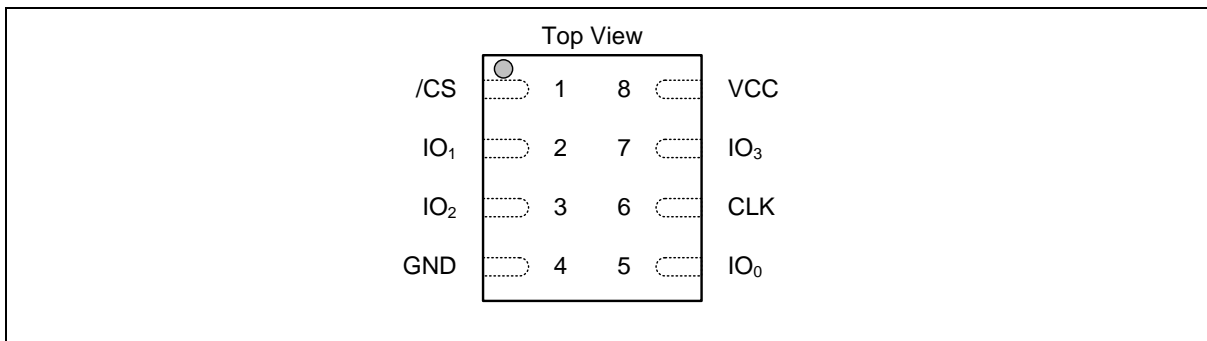 Top View
/CS 1 8 VCC
IO₁ 2 7 IO₃
IO₂ 3 6 CLK
GND 4 5 IO₀